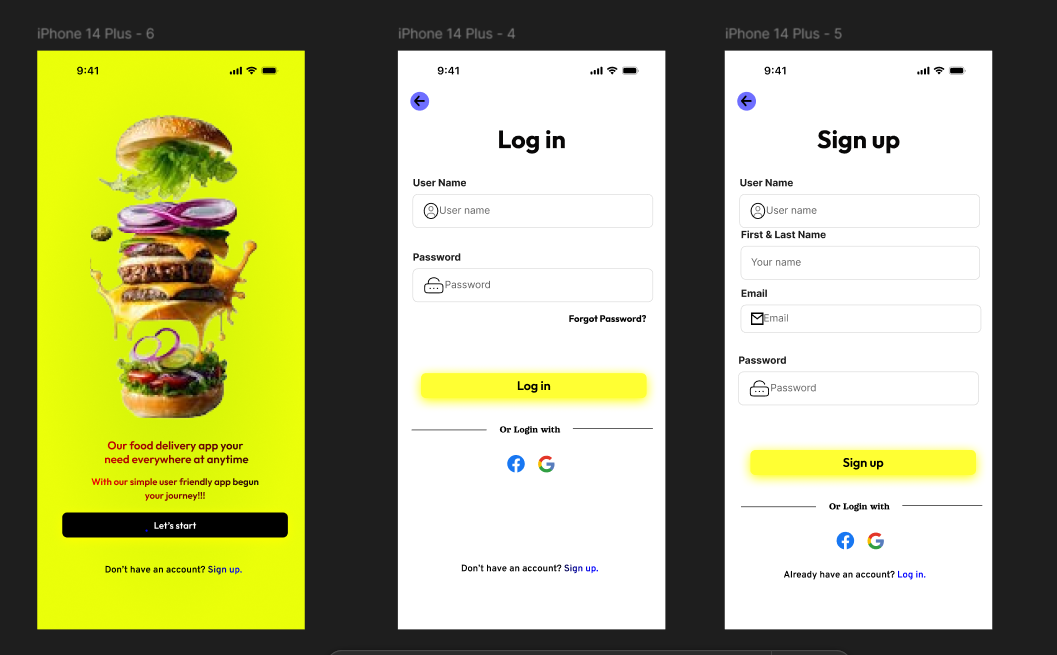 iPhone 14 Plus - 6
9:41
Our food delivery app your
need everywhere at anytime
With our simple user friendly app begun
your journey!!!
Let's start
Don't have an account? Sign up.
iPhone 14 Plus - 4
9:41
Log in
User Name
User name
Password
Password
Forgot Password?
Log in
Or Login with
Don't have an account? Sign up.
iPhone 14 Plus - 5
9:41
Sign up
User Name
User name
First & Last Name
Your name
Email
Email
Password
Password
Sign up
Or Login with
Already have an account? Log in.